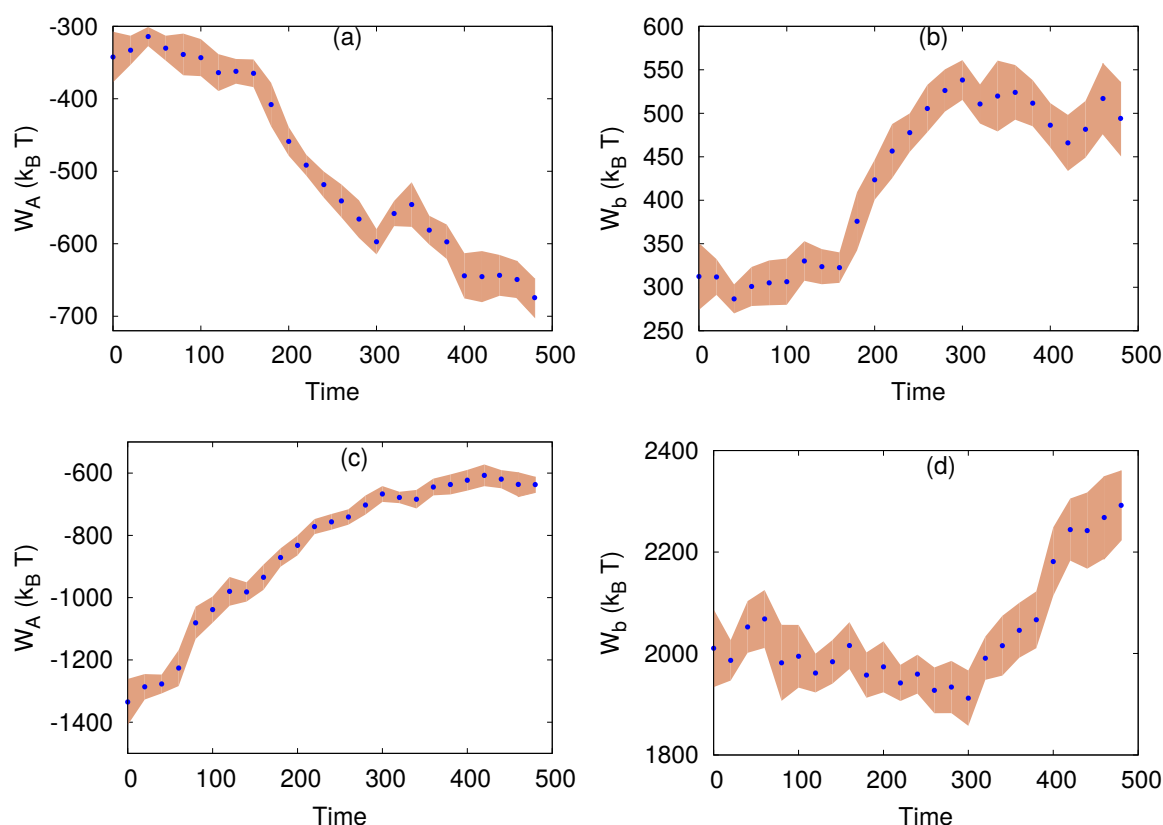 (a)
W_A (k_B T)
-300
-400
-500
-600
-700
0 100 200 300 400 500
Time
(b)
W_b (k_B T)
600
550
500
450
400
350
300
250
0 100 200 300 400 500
Time
(c)
W_A (k_B T)
-600
-800
-1000
-1200
-1400
0 100 200 300 400 500
Time
(d)
W_b (k_B T)
2400
2200
2000
1800
0 100 200 300 400 500
Time